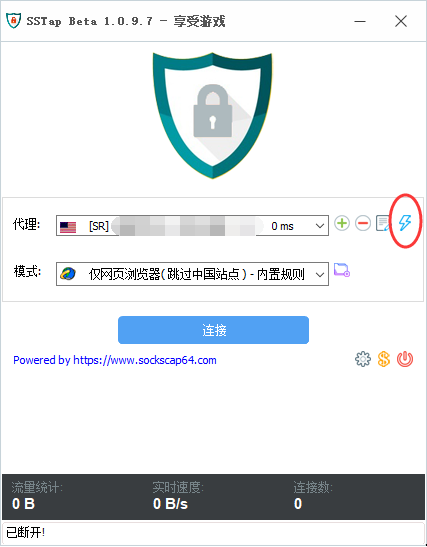 SSTap Beta 1.0.9.7 - 享受游戏
代理: [SR] 0 ms
模式: 仅网页浏览器(跳过中国站点) - 内置规则
连接
Powered by https://www.sockscap64.com
流量统计: 实时速度: 连接数:
0 B 0 B/s 0
已断开!